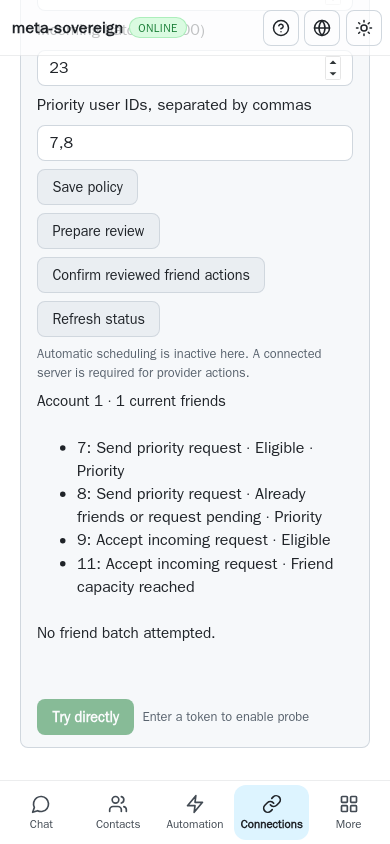 meta-sovereign ONLINE
23
Priority user IDs, separated by commas
7,8
Save policy
Prepare review
Confirm reviewed friend actions
Refresh status
Automatic scheduling is inactive here. A connected
server is required for provider actions.
Account 1 · 1 current friends
• 7: Send priority request · Eligible ·
Priority
• 8: Send priority request · Already
friends or request pending · Priority
• 9: Accept incoming request · Eligible
• 11: Accept incoming request · Friend
capacity reached
No friend batch attempted.
Try directly Enter a token to enable probe
Chat Contacts Automation Connections More